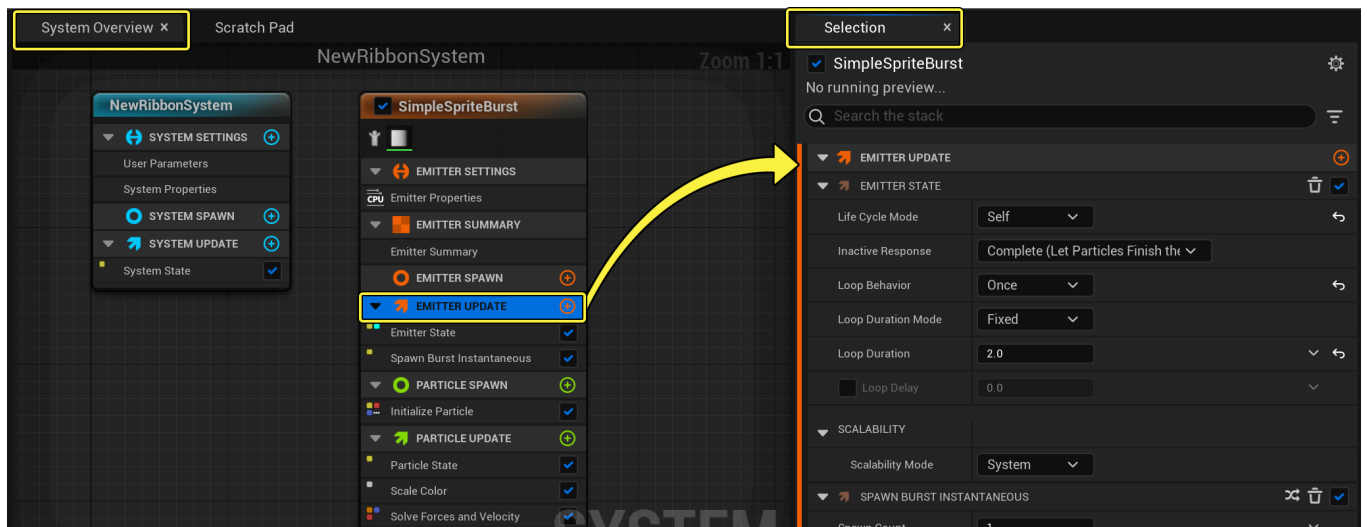 System Overview ×
Scratch Pad
NewRibbonSystem
Zoom 1:1
NewRibbonSystem
SYSTEM SETTINGS
User Parameters
System Properties
SYSTEM SPAWN
SYSTEM UPDATE
System State
SimpleSpriteBurst
EMITTER SETTINGS
CPU Emitter Properties
EMITTER SUMMARY
Emitter Summary
EMITTER SPAWN
EMITTER UPDATE
Emitter State
Spawn Burst Instantaneous
PARTICLE SPAWN
Initialize Particle
PARTICLE UPDATE
Particle State
Scale Color
Solve Forces and Velocity
SYSTEM
Selection ×
SimpleSpriteBurst
No running preview...
Search the stack
EMITTER UPDATE
EMITTER STATE
Life Cycle Mode Self
Inactive Response Complete (Let Particles Finish the
Loop Behavior Once
Loop Duration Mode Fixed
Loop Duration 2.0
Loop Delay 0.0
SCALABILITY
Scalability Mode System
SPAWN BURST INSTANTANEOUS
Spawn Count 1